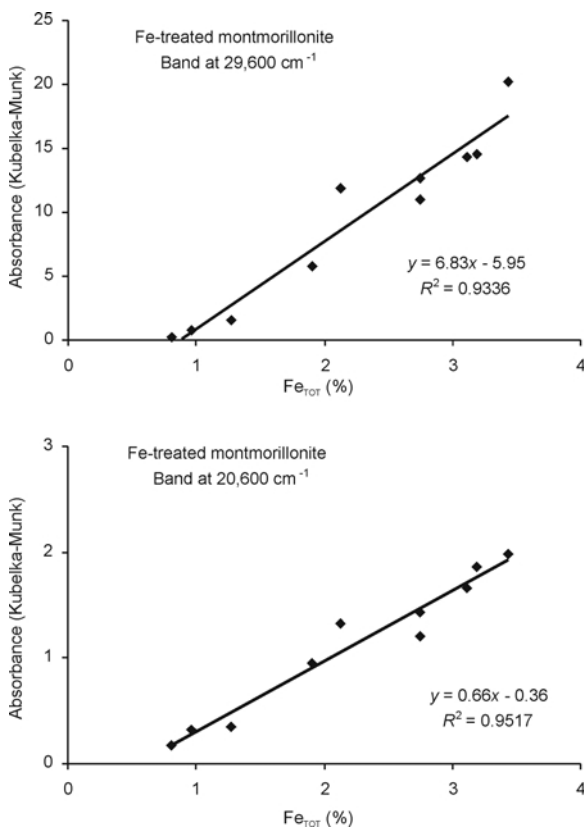 25
Fe-treated montmorillonite
Band at 29,600 cm⁻¹
20
15
10
5
0
Absorbance (Kubelka-Munk)
y = 6.83x - 5.95
R² = 0.9336
0 1 2 3 4
Fe_TOT (%)
3
Fe-treated montmorillonite
Band at 20,600 cm⁻¹
2
1
0
Absorbance (Kubelka-Munk)
y = 0.66x - 0.36
R² = 0.9517
0 1 2 3 4
Fe_TOT (%)